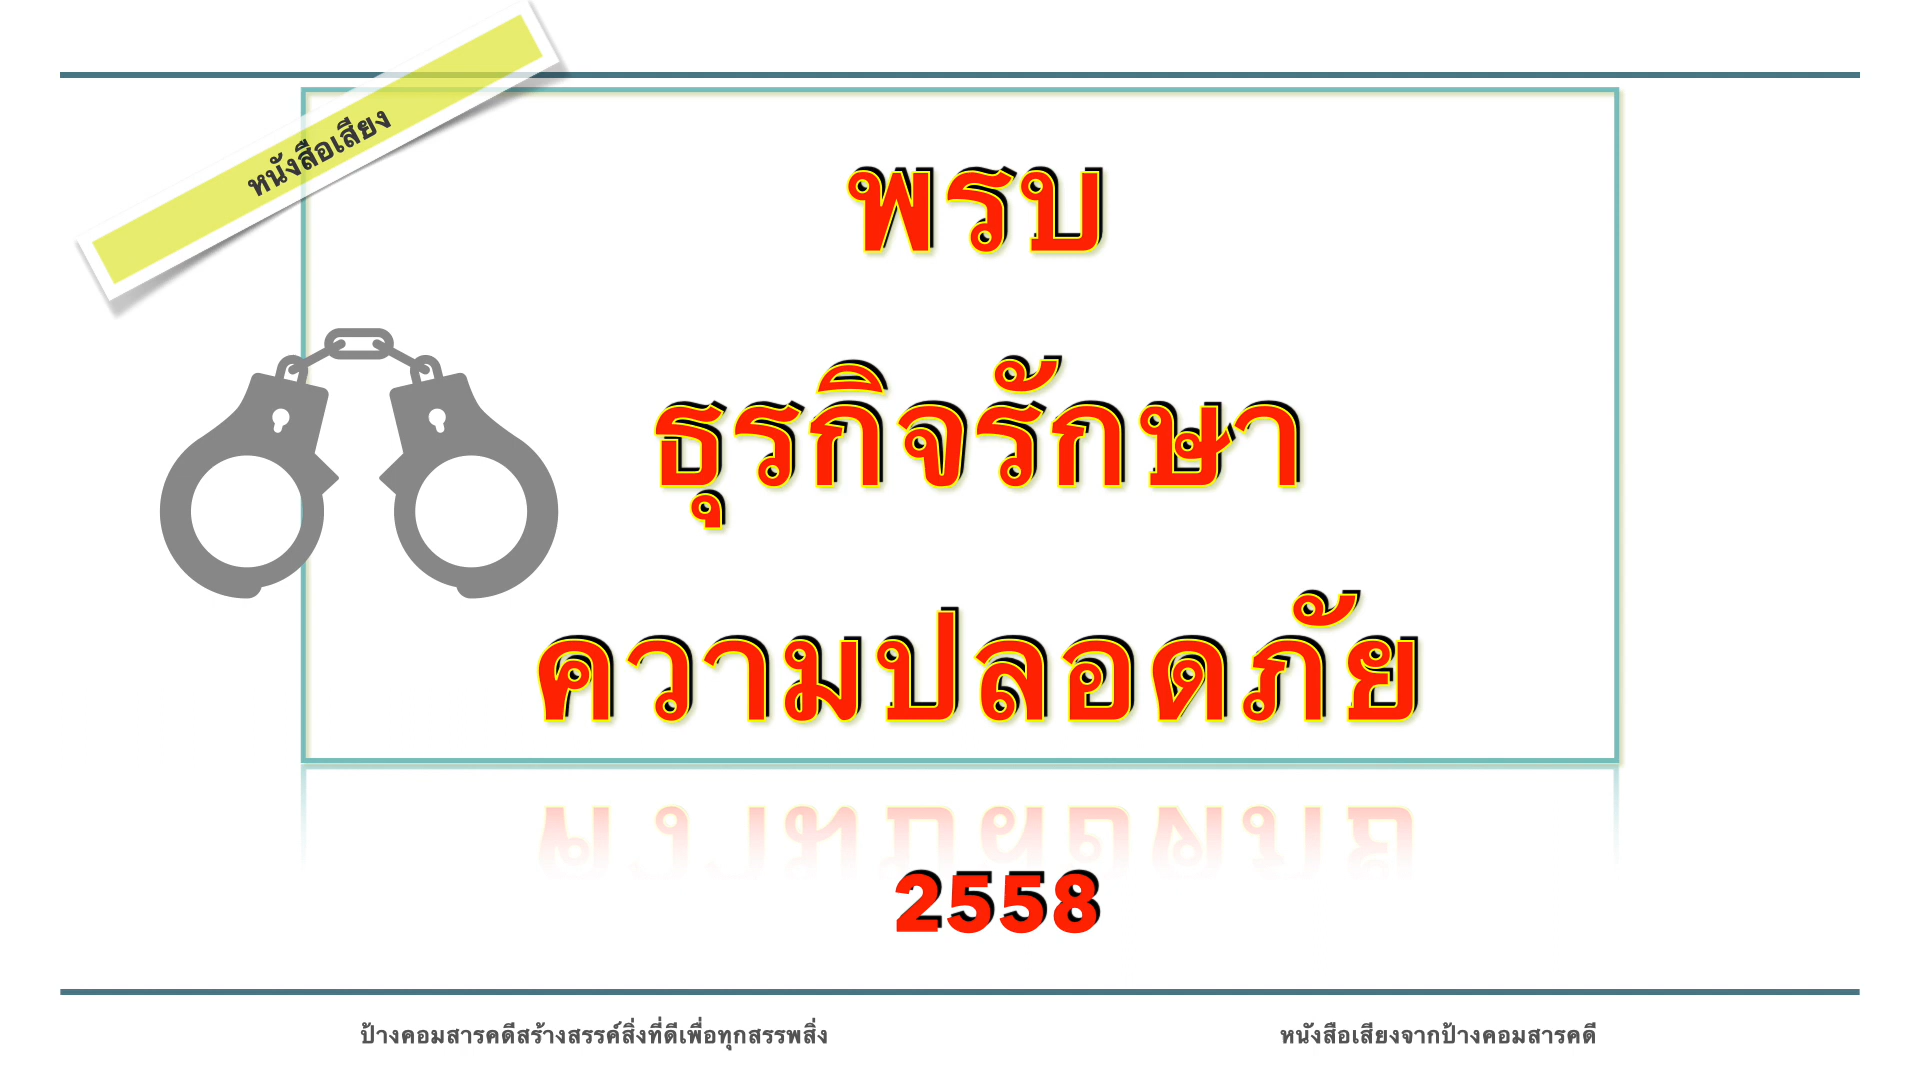 หนังสือเสียง
พรบ
ธุรกิจรักษา
ความปลอดภัย
2558
ป้างคอมสารคดีสร้างสรรค์สิ่งที่ดีเพื่อทุกสรรพสิ่ง
หนังสือเสียงจากป้างคอมสารคดี